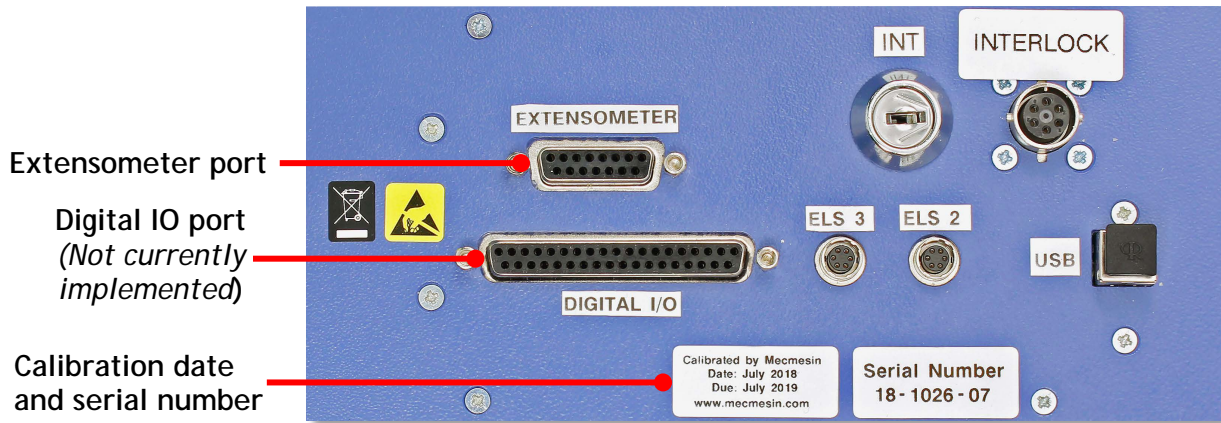 INT
INTERLOCK
EXTENSOMETER
Extensometer port
Digital IO port
(Not currently
implemented)
ELS 3
ELS 2
USB
DIGITAL I/O
Calibration date
and serial number
Calibrated by Mecmesin
Date: July 2018
Due: July 2019
www.mecmesin.com
Serial Number
18-1026-07